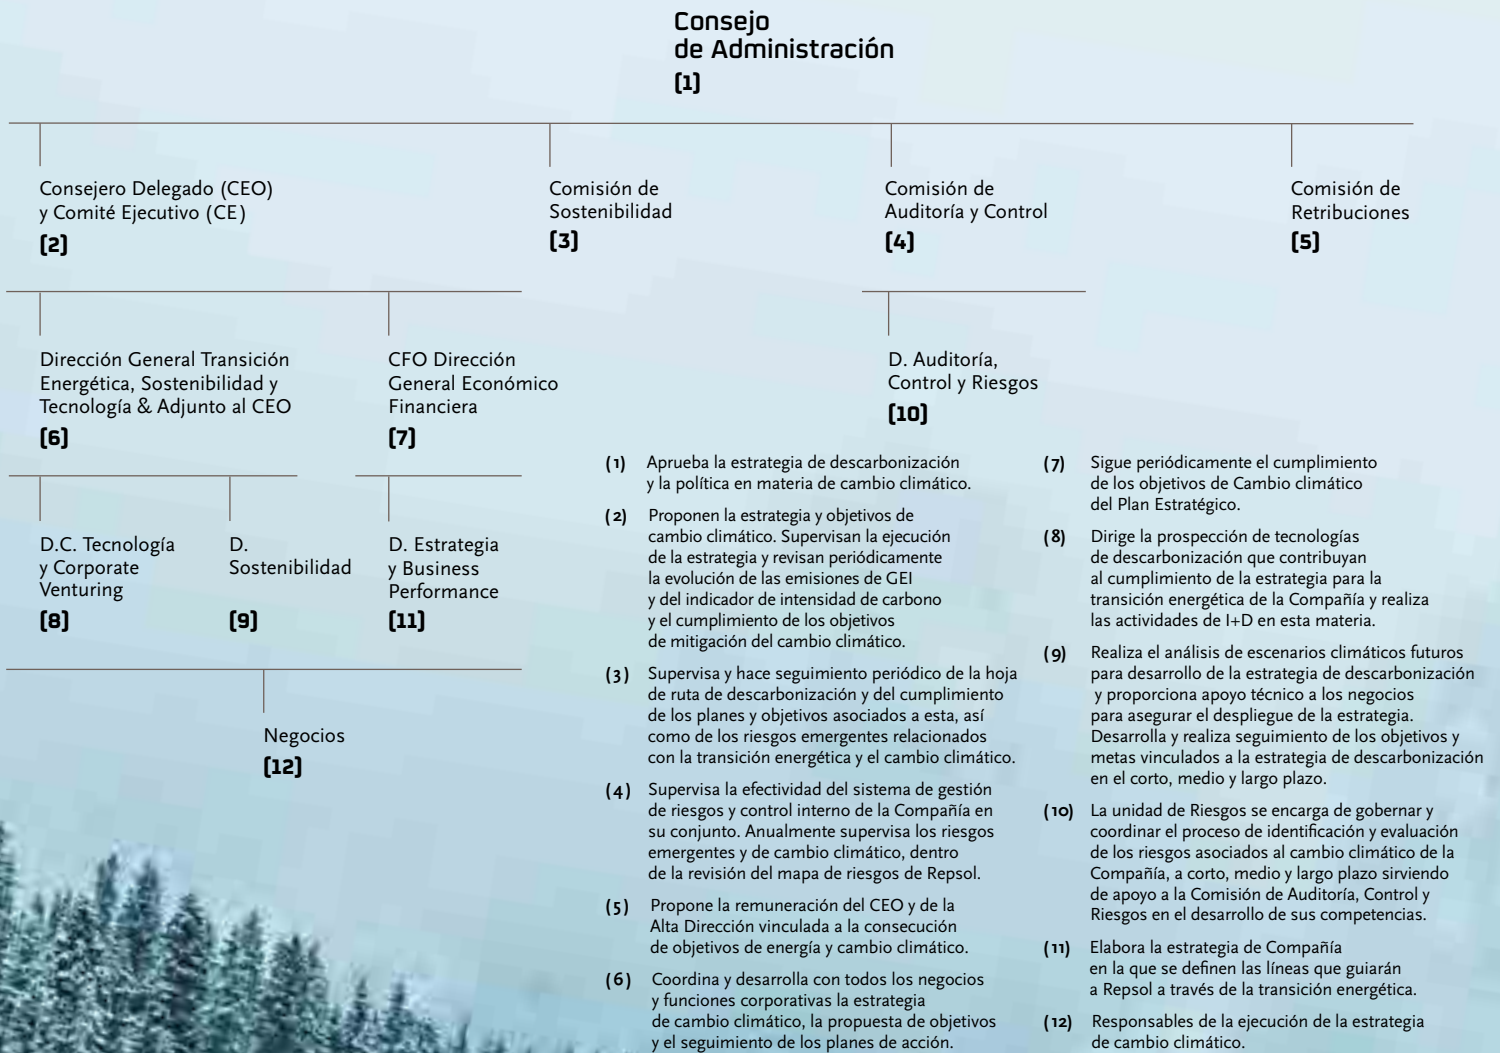 Consejo
de Administración
(1)
Consejero Delegado (CEO)
y Comité Ejecutivo (CE)
(2)
Comisión de
Sostenibilidad
(3)
Comisión de
Auditoría y Control
(4)
Comisión de
Retribuciones
(5)
Dirección General Transición
Energética, Sostenibilidad y
Tecnología & Adjunto al CEO
(6)
CFO Dirección
General Económico
Financiera
(7)
D. Auditoría,
Control y Riesgos
(10)
D.C. Tecnología
y Corporate
Venturing
(8)
D.
Sostenibilidad
(9)
D. Estrategia
y Business
Performance
(11)
Negocios
(12)
(1) Aprueba la estrategia de descarbonización
y la política en materia de cambio climático.
(2) Proponen la estrategia y objetivos de
cambio climático. Supervisan la ejecución
de la estrategia y revisan periódicamente
la evolución de las emisiones de GEI
y del indicador de intensidad de carbono
y el cumplimiento de los objetivos
de mitigación del cambio climático.
(3) Supervisa y hace seguimiento periódico de la hoja
de ruta de descarbonización y del cumplimiento
de los planes y objetivos asociados a esta, así
como de los riesgos emergentes relacionados
con la transición energética y el cambio climático.
(4) Supervisa la efectividad del sistema de gestión
de riesgos y control interno de la Compañía en
su conjunto. Anualmente supervisa los riesgos
emergentes y de cambio climático, dentro
de la revisión del mapa de riesgos de Repsol.
(5) Propone la remuneración del CEO y de la
Alta Dirección vinculada a la consecución
de objetivos de energía y cambio climático.
(6) Coordina y desarrolla con todos los negocios
y funciones corporativas la estrategia
de cambio climático, la propuesta de objetivos
y el seguimiento de los planes de acción.
(7) Sigue periódicamente el cumplimiento
de los objetivos de Cambio climático
del Plan Estratégico.
(8) Dirige la prospección de tecnologías
de descarbonización que contribuyan
al cumplimiento de la estrategia para la
transición energética de la Compañía y realiza
las actividades de I+D en esta materia.
(9) Realiza el análisis de escenarios climáticos futuros
para desarrollo de la estrategia de descarbonización
y proporciona apoyo técnico a los negocios
para asegurar el despliegue de la estrategia.
Desarrolla y realiza seguimiento de los objetivos y
metas vinculados a la estrategia de descarbonización
en el corto, medio y largo plazo.
(10) La unidad de Riesgos se encarga de gobernar y
coordinar el proceso de identificación y evaluación
de los riesgos asociados al cambio climático de la
Compañía, a corto, medio y largo plazo sirviendo
de apoyo a la Comisión de Auditoría, Control y
Riesgos en el desarrollo de sus competencias.
(11) Elabora la estrategia de Compañía
en la que se definen las líneas que guiarán
a Repsol a través de la transición energética.
(12) Responsables de la ejecución de la estrategia
de cambio climático.